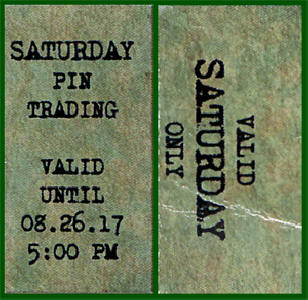 SATURDAY
PIN
TRADING
VALID
UNTIL
08.26.17
5:00 PM
VALID
SATURDAY
ONLY